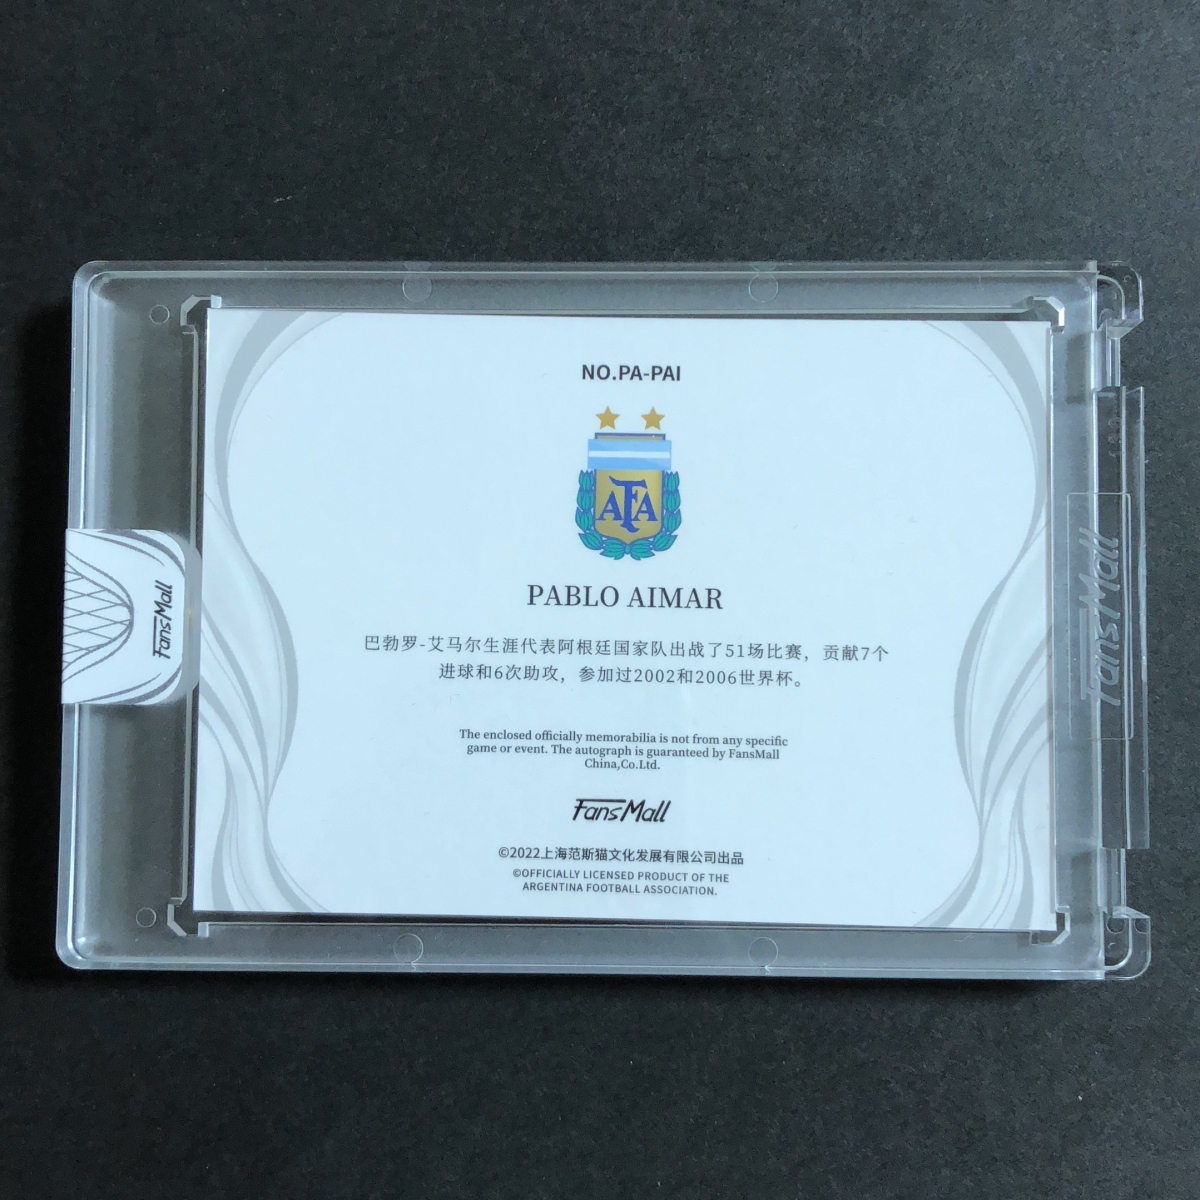 NO.PA-PAI
AFA
PABLO AIMAR
巴勃罗-艾马尔生涯代表阿根廷国家队出战了51场比赛，贡献7个
进球和6次助攻，参加过2002和2006世界杯。
The enclosed officially memorabilia is not from any specific
game or event. The autograph is guaranteed by FansMall
China,Co.Ltd.
FansMall
©2022上海范斯猫文化发展有限公司出品
©OFFICIALLY LICENSED PRODUCT OF THE
ARGENTINA FOOTBALL ASSOCIATION.
FansMall
FansMall